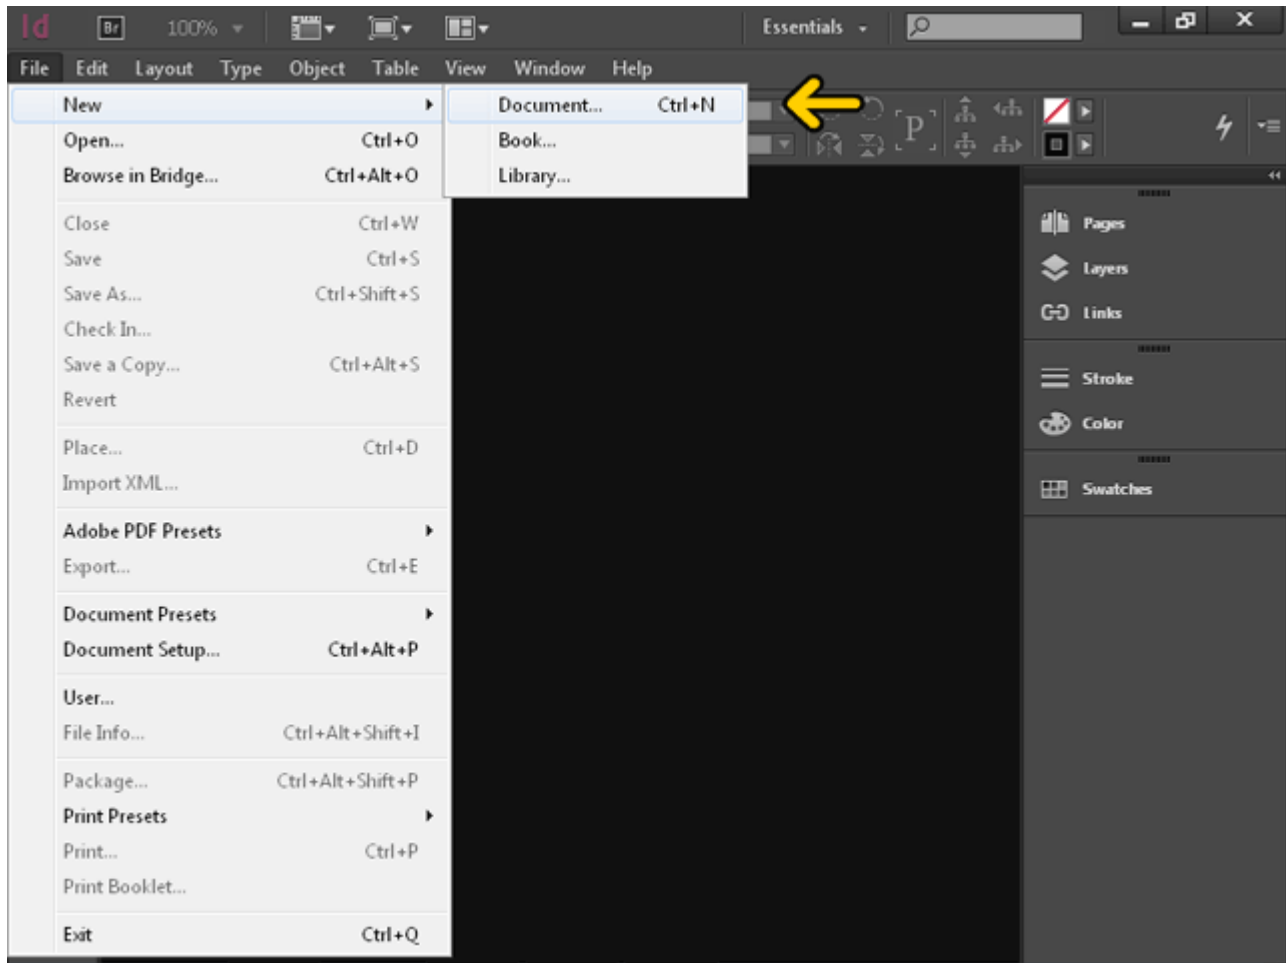 Id Br 100% Essentials
File Edit Layout Type Object Table View Window Help
New
Open... Ctrl+O
Browse in Bridge... Ctrl+Alt+O
Close Ctrl+W
Save Ctrl+S
Save As... Ctrl+Shift+S
Check In...
Save a Copy... Ctrl+Alt+S
Revert
Place... Ctrl+D
Import XML...
Adobe PDF Presets
Export... Ctrl+E
Document Presets
Document Setup... Ctrl+Alt+P
User...
File Info... Ctrl+Alt+Shift+I
Package... Ctrl+Alt+Shift+P
Print Presets
Print... Ctrl+P
Print Booklet...
Exit Ctrl+Q
Document... Ctrl+N
Book...
Library...
P
Pages
Layers
Links
Stroke
Color
Swatches